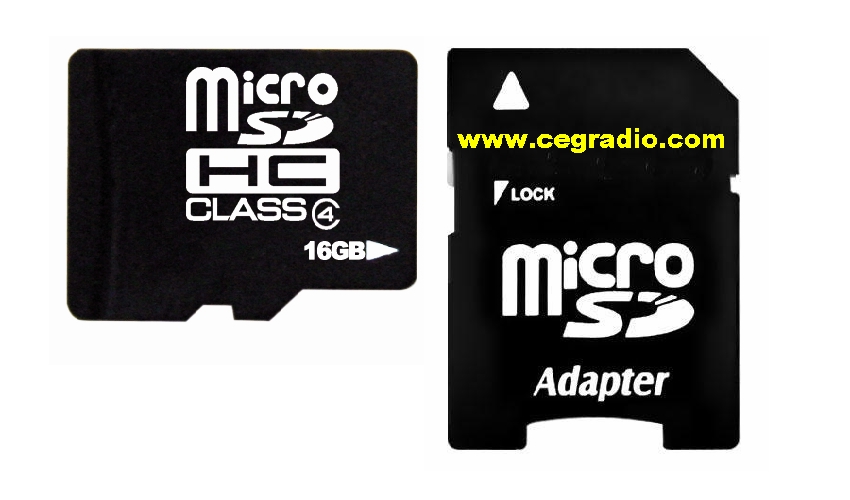 Micro
SD
HC
CLASS 4
16GB
www.cegradio.com
LOCK
Micro
SD
Adapter